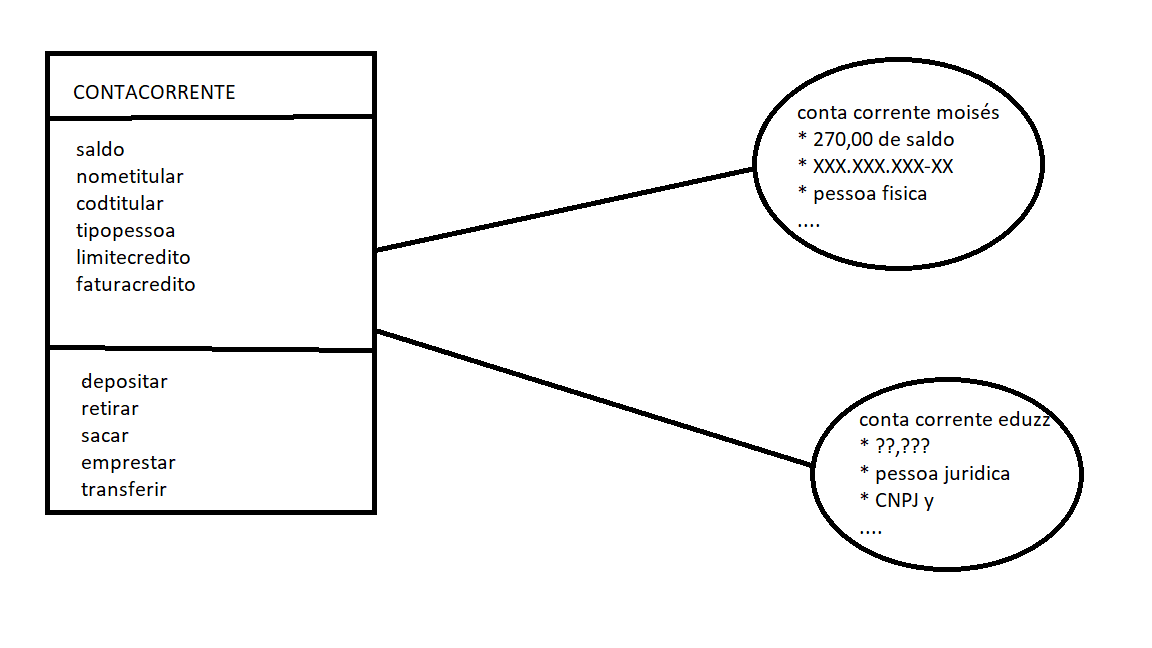 CONTACORRENTE
saldo
nometitular
codtitular
tipopessoa
limitecredito
faturacredito
depositar
retirar
sacar
emprestar
transferir
conta corrente moisés
* 270,00 de saldo
* XXX.XXX.XXX-XX
* pessoa fisica
....
conta corrente eduzz
* ??,???
* pessoa juridica
* CNPJ y
....